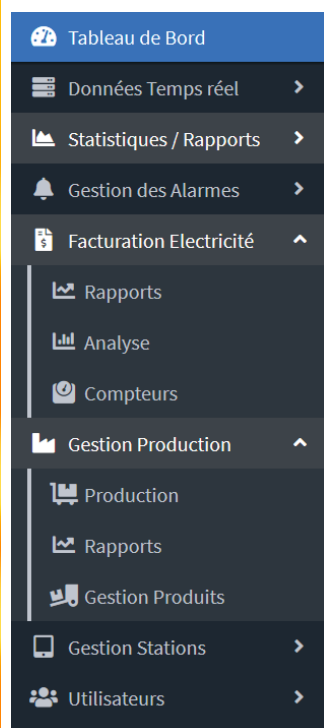 Tableau de Bord
Données Temps réel
Statistiques / Rapports
Gestion des Alarmes
Facturation Electricité
Rapports
Analyse
Compteurs
Gestion Production
Production
Rapports
Gestion Produits
Gestion Stations
Utilisateurs